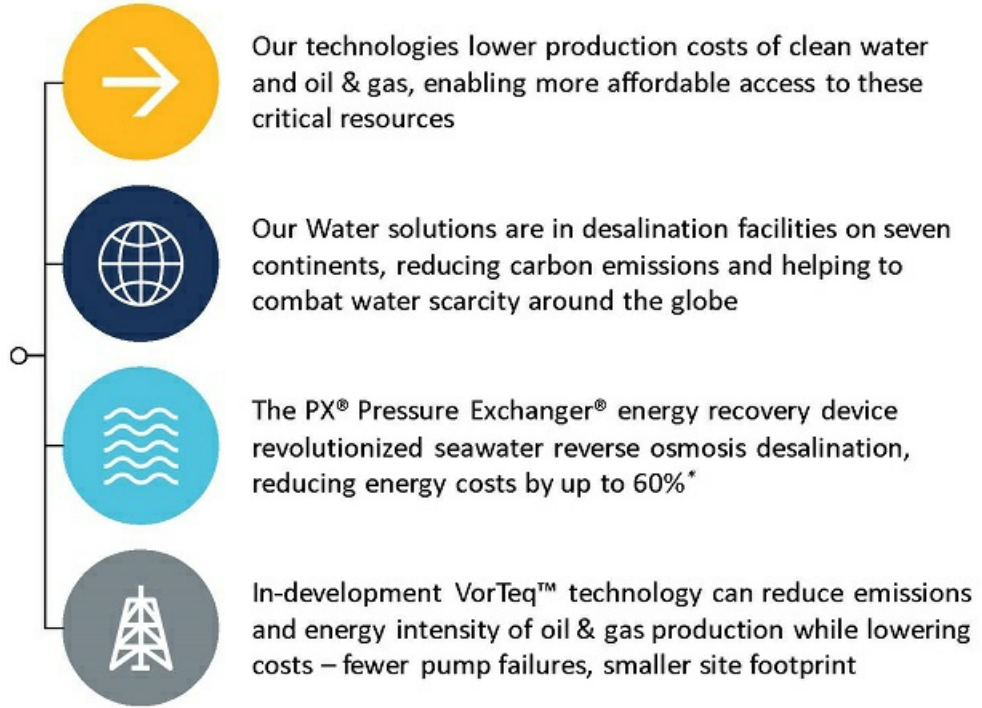 Our technologies lower production costs of clean water
and oil & gas, enabling more affordable access to these
critical resources
Our Water solutions are in desalination facilities on seven
continents, reducing carbon emissions and helping to
combat water scarcity around the globe
The PX® Pressure Exchanger® energy recovery device
revolutionized seawater reverse osmosis desalination,
reducing energy costs by up to 60%*
In-development VorTeq™ technology can reduce emissions
and energy intensity of oil & gas production while lowering
costs – fewer pump failures, smaller site footprint